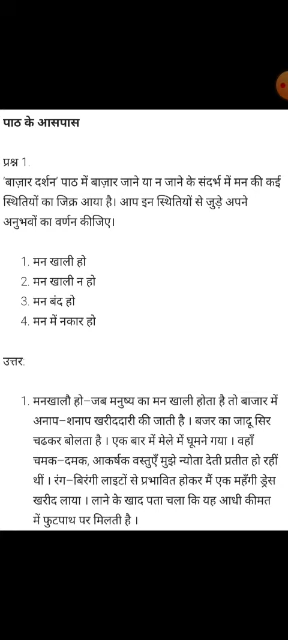 पाठ के आसपास
प्रश्न 1.
‘बाज़ार दर्शन’ पाठ में बाज़ार जाने या न जाने के संदर्भ में मन की कई
स्थितियों का जिक्र आया है। आप इन स्थितियों से जुड़े अपने
अनुभवों का वर्णन कीजिए।
1. मन खाली हो
2. मन खाली न हो
3. मन बंद हो
4. मन में नकार हो
उत्तर.
1. मनखालौ हो–जब मनुष्य का मन खाली होता है तो बाजार में
अनाप–शनाप खरीददारी की जाती है । बजर का जादू सिर
चढकर बोलता है । एक बार में मेले में घूमने गया । वहाँ
चमक–दमक, आकर्षक वस्तुएँ मुझे न्योता देती प्रतीत हो रहीं
थीं । रंग–बिरंगी लाइटों से प्रभावित होकर मैं एक महँगी ड्रेस
खरीद लाया । लाने के खाद पता चला कि यह आधी कीमत
में फुटपाथ पर मिलती है ।